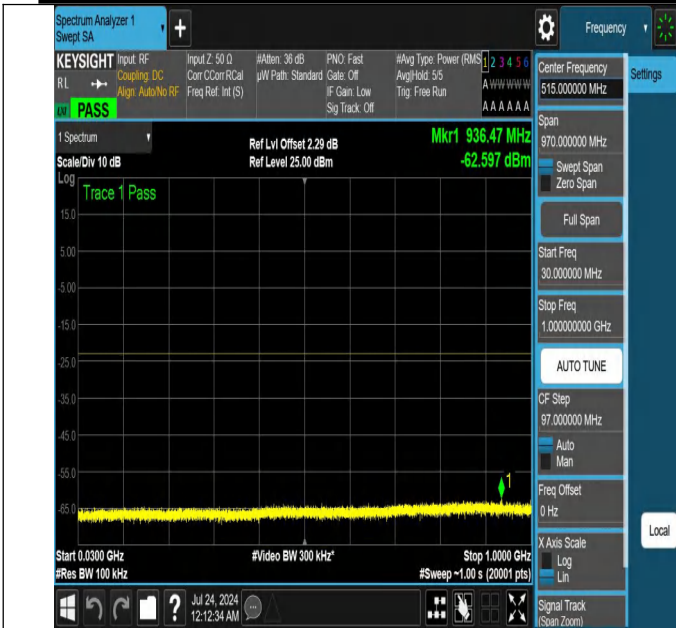 Spectrum Analyzer 1
Swept SA
+
Frequency
KEYSIGHT
RL
PASS
Input: RF
Coupling: DC
Align: Auto/No RF
Input Z: 50 Ω
Corr CCorr RCal
Freq Ref: Int (S)
#Atten: 36 dB
µW Path: Standard
PNO: Fast
Gate: Off
IF Gain: Low
Sig Track: Off
#Avg Type: Power (RMS
Avg|Hold: 5/5
Trig: Free Run
1 2 3 4 5 6
A W W W W W
A A A A A A
Center Frequency
515.000000 MHz
Settings
Span
970.000000 MHz
Swept Span
Zero Span
Full Span
Start Freq
30.000000 MHz
Stop Freq
1.000000000 GHz
AUTO TUNE
CF Step
97.000000 MHz
Auto
Man
Freq Offset
0 Hz
X Axis Scale
Log
Lin
Signal Track
(Span Zoom)
Local
1 Spectrum
Scale/Div 10 dB
Ref Lvl Offset 2.29 dB
Ref Level 25.00 dBm
Mkr1 936.47 MHz
-62.597 dBm
Log
Trace 1 Pass
15.0
5.00
-5.00
-15.0
-25.0
-35.0
-45.0
-55.0
-65.0
1
Start 0.0300 GHz
#Res BW 100 kHz
#Video BW 300 kHz*
Stop 1.0000 GHz
#Sweep ~1.00 s (20001 pts)
?
Jul 24, 2024
12:12:34 AM